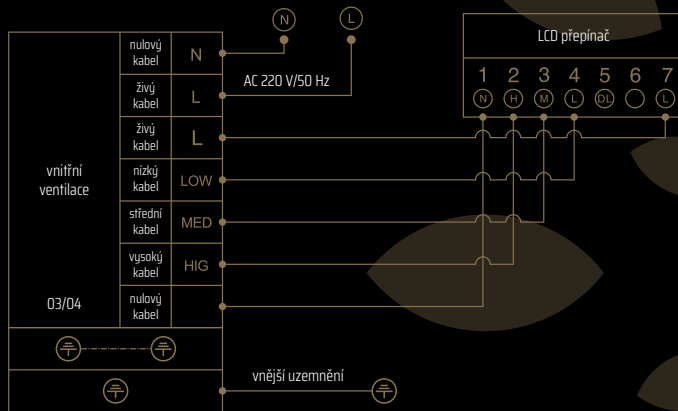 N
L
LCD přepínač
nulový
kabel
N
živý
kabel
L
AC 220 V/50 Hz
1 2 3 4 5 6 7
N H M L DL L
živý
kabel
L
vnitřní
ventilace
nízký
kabel
LOW
střední
kabel
MED
vysoký
kabel
HIG
03/04
nulový
kabel
vnější uzemnění